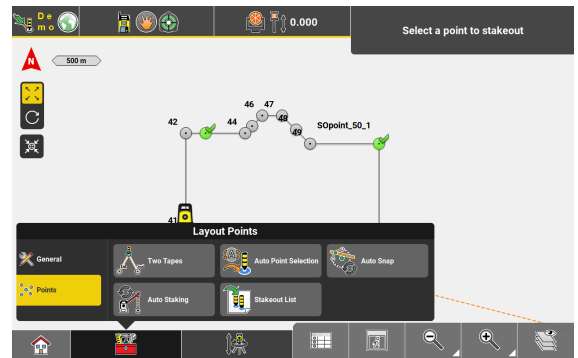 De
mo
0.000
Select a point to stakeout
N
500 m
46 47
42
44
48
SOpoint_50_1
49
41
Layout Points
General
Two Tapes
Auto Point Selection
Auto Snap
Points
Auto Staking
Stakeout List